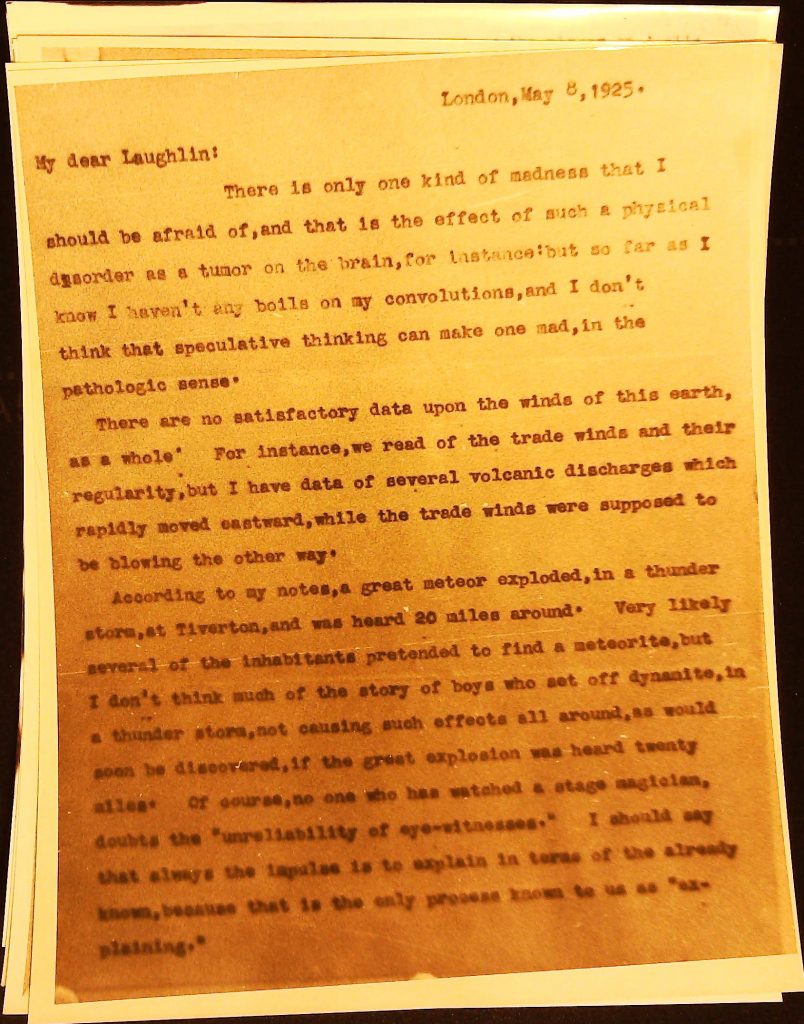 London,May 8,1925.
My dear Laughlin:
There is only one kind of madness that I
should be afraid of,and that is the effect of such a physical
disorder as a tumor on the brain,for instance:but so far as I
know I haven't any boils on my convolutions,and I don't
think that speculative thinking can make one mad,in the
pathologic sense.
There are no satisfactory data upon the winds of this earth,
as a whole. For instance,we read of the trade winds and their
regularity,but I have data of several volcanic discharges which
rapidly moved eastward,while the trade winds were supposed to
be blowing the other way.
According to my notes,a great meteor exploded,in a thunder
storm,at Tiverton,and was heard 20 miles around. Very likely
several of the inhabitants pretended to find a meteorite,but
I don't think much of the story of boys who set off dynamite,in
a thunder storm,not causing such effects all around,as would
soon be discovered,if the great explosion was heard twenty
miles. Of course,no one who has watched a stage magician,
doubts the "unreliability of eye-witnesses." I should say
that always the impulse is to explain in terms of the already
known,because that is the only process known to us as "ex-
plaining."